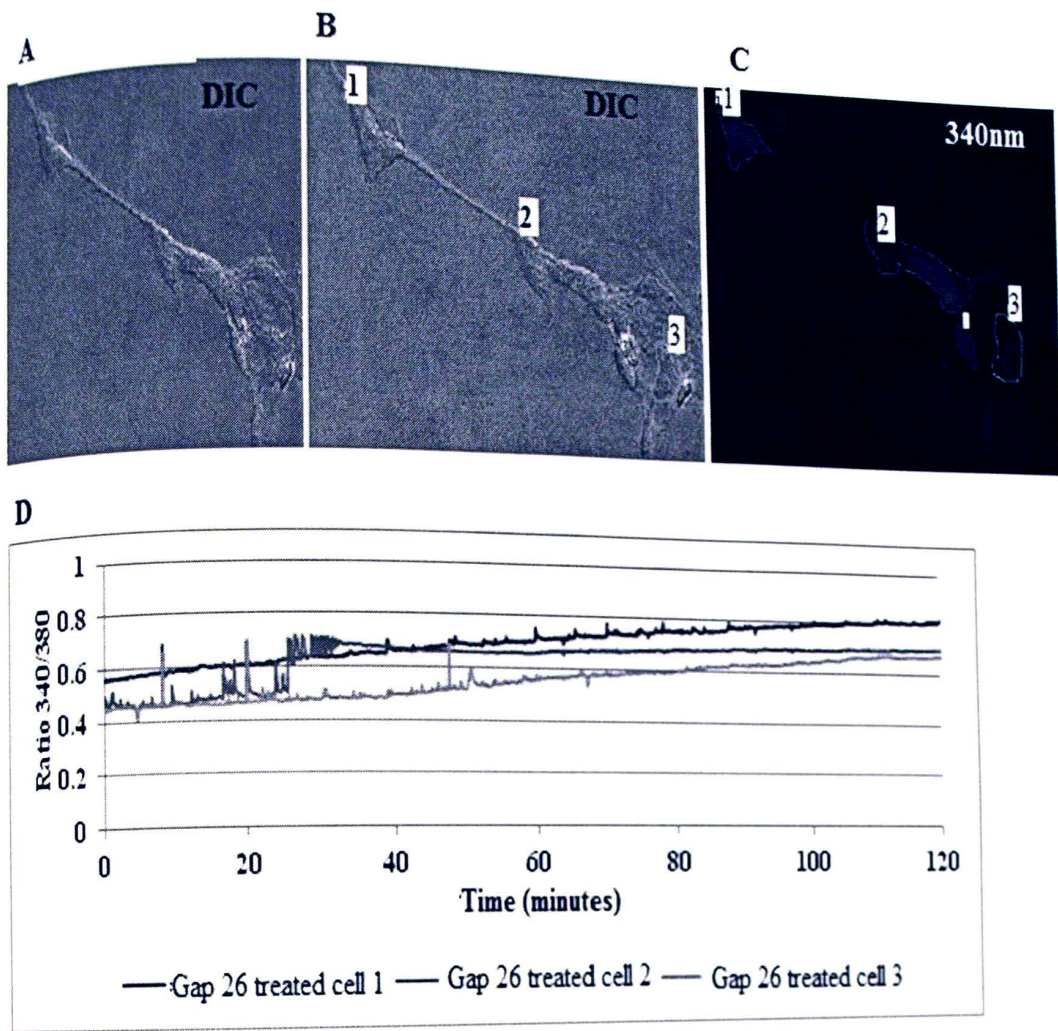 A
B
C
DIC
1
2
3
DIC
1
2
3
340nm
D
Ratio 340/380
1
0.8
0.6
0.4
0.2
0
0
20
40
60
80
100
120
Time (minutes)
Gap 26 treated cell 1
Gap 26 treated cell 2
Gap 26 treated cell 3